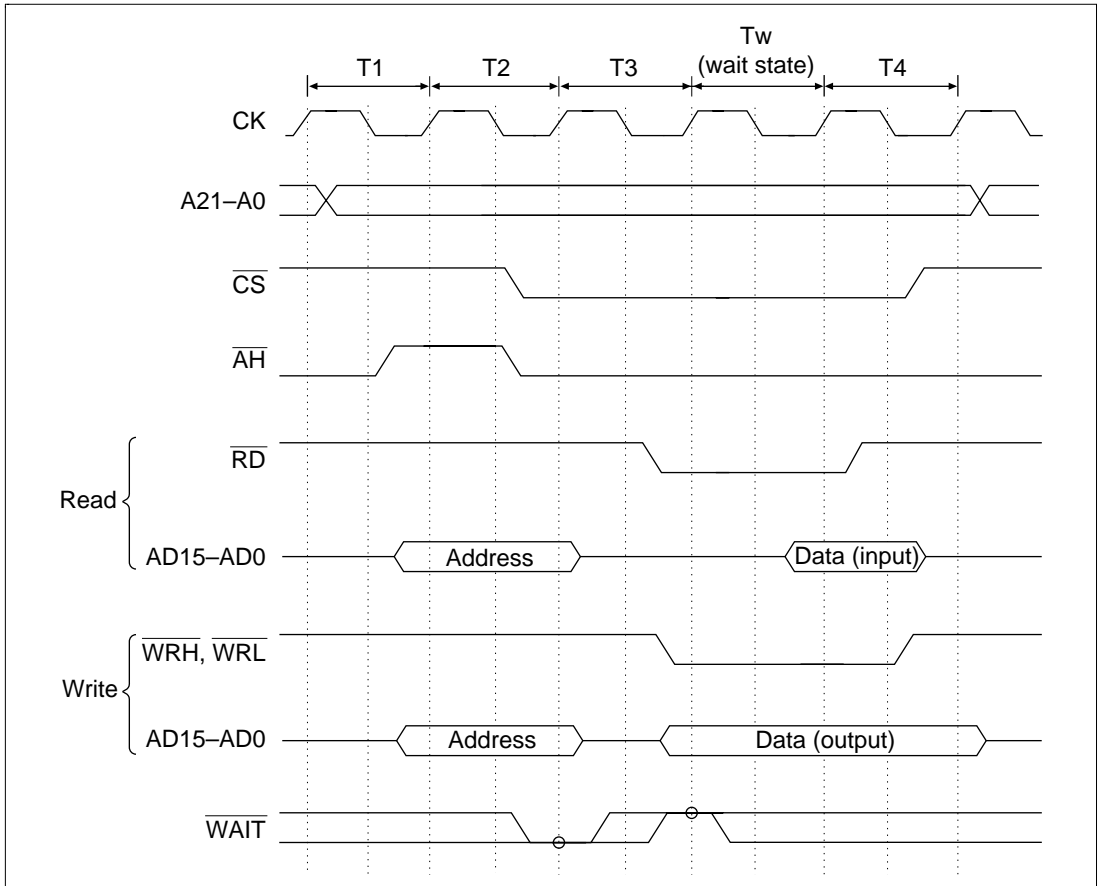 Tw
T1 T2 T3 (wait state) T4
CK
A21–A0
CS
AH
RD
Read
AD15–AD0 Address Data (input)
WRH, WRL
Write
AD15–AD0 Address Data (output)
WAIT